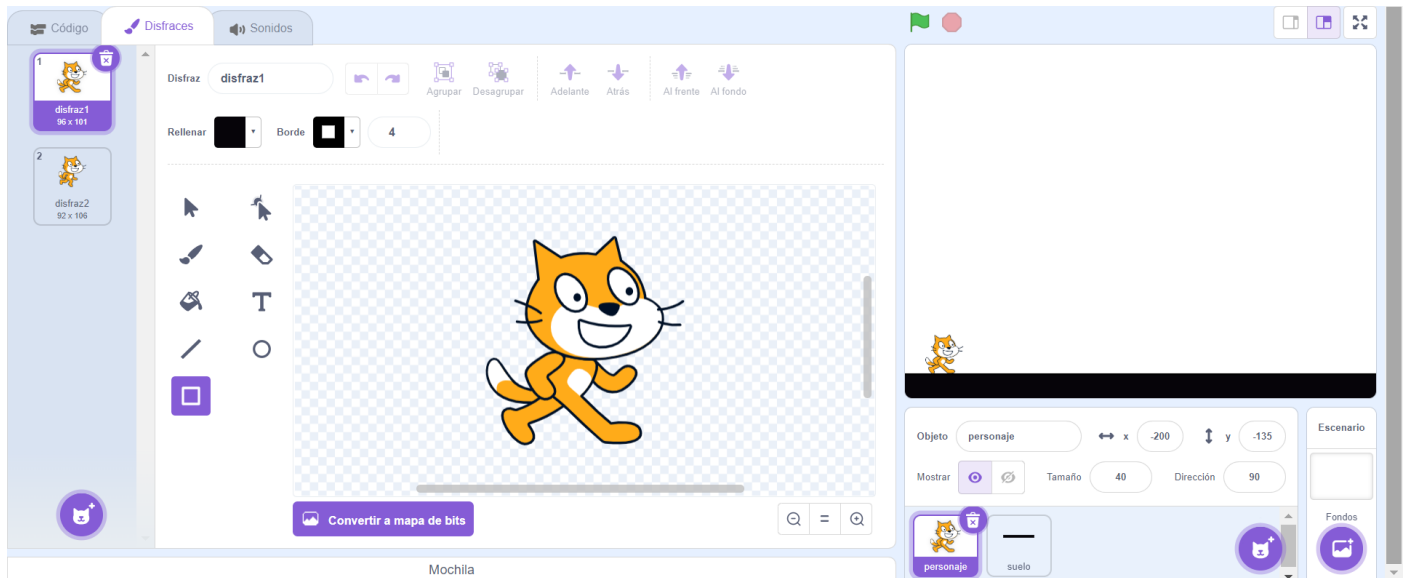 Código
Disfraces
Sonidos
1
disfraz1
96 x 101
2
disfraz2
92 x 106
Disfraz
disfraz1
Agrupar
Desagrupar
Adelante
Atrás
Al frente
Al fondo
Rellenar
Borde
4
T
Convertir a mapa de bits
=
Mochila
Objeto
personaje
x
-200
y
-135
Mostrar
Tamaño
40
Dirección
90
personaje
suelo
Escenario
Fondos